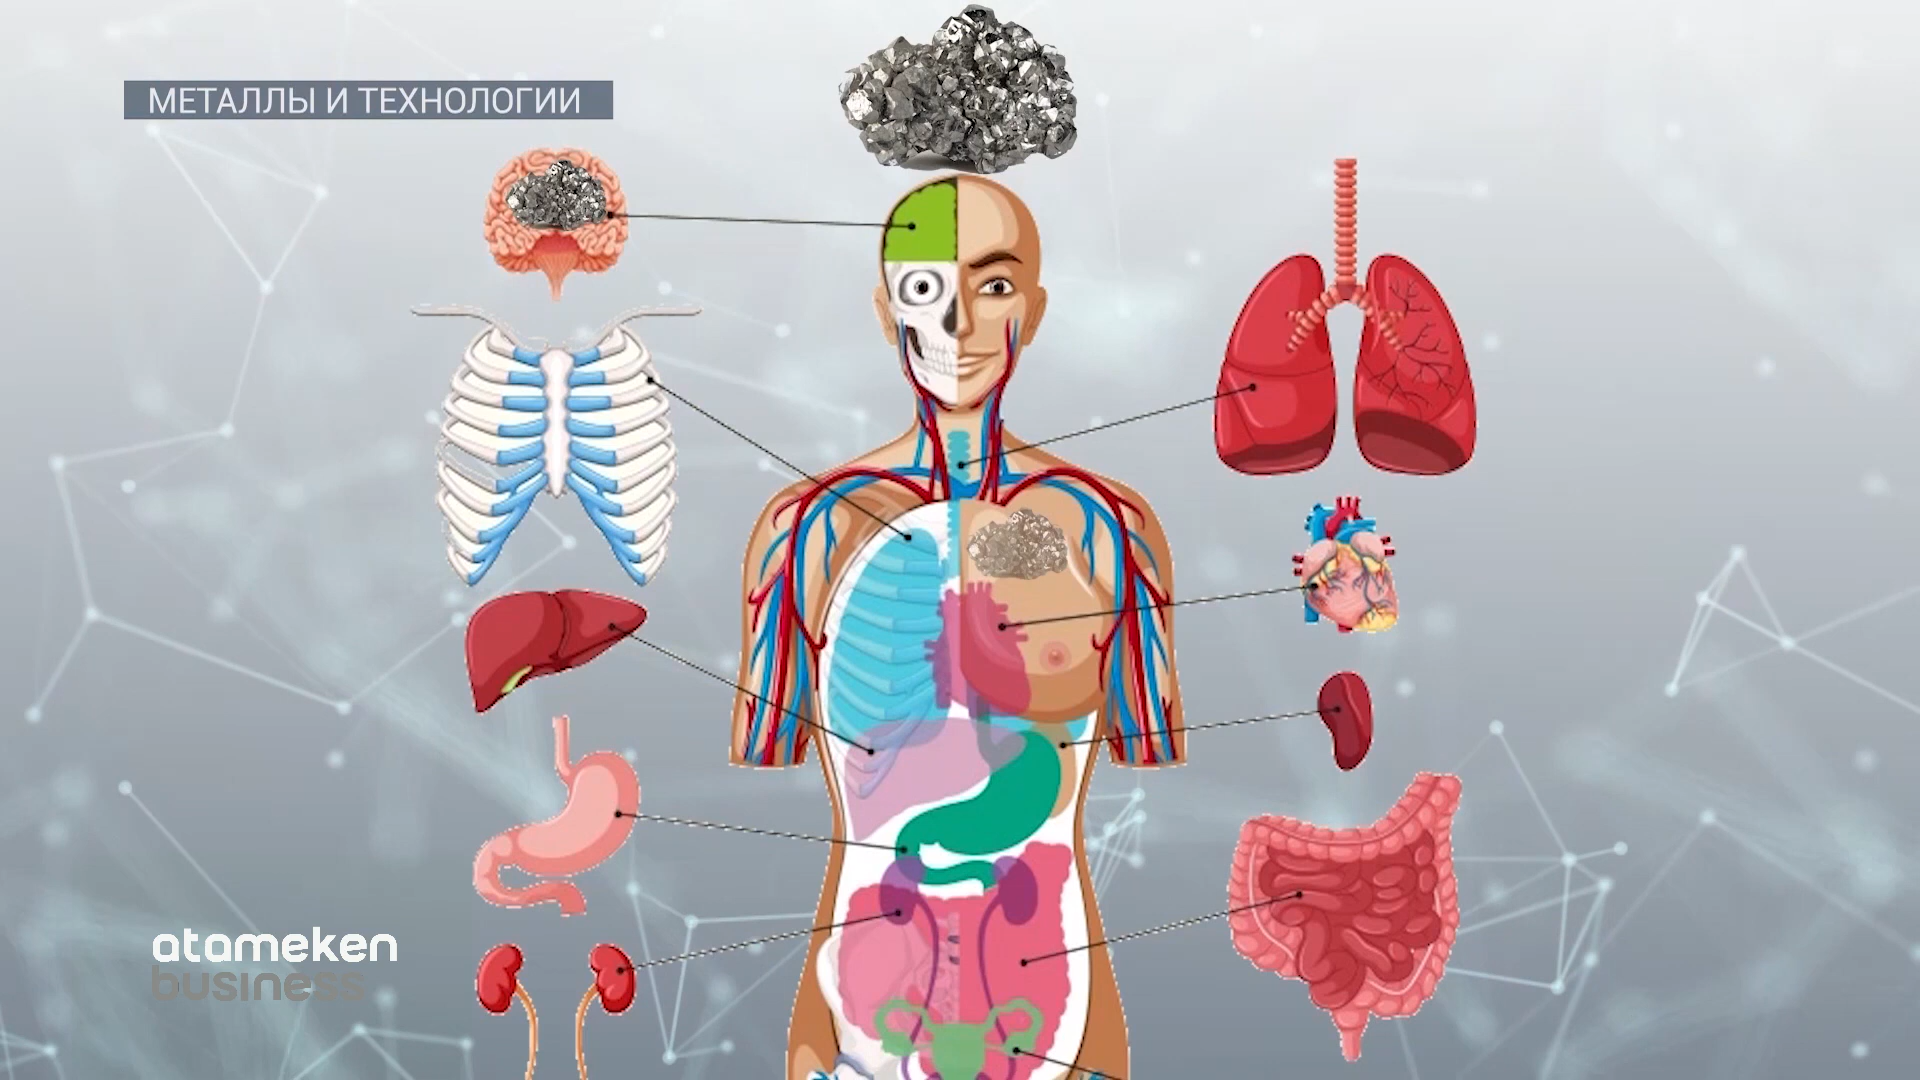 МЕТАЛЛЫ И ТЕХНОЛОГИИ
atameken
business